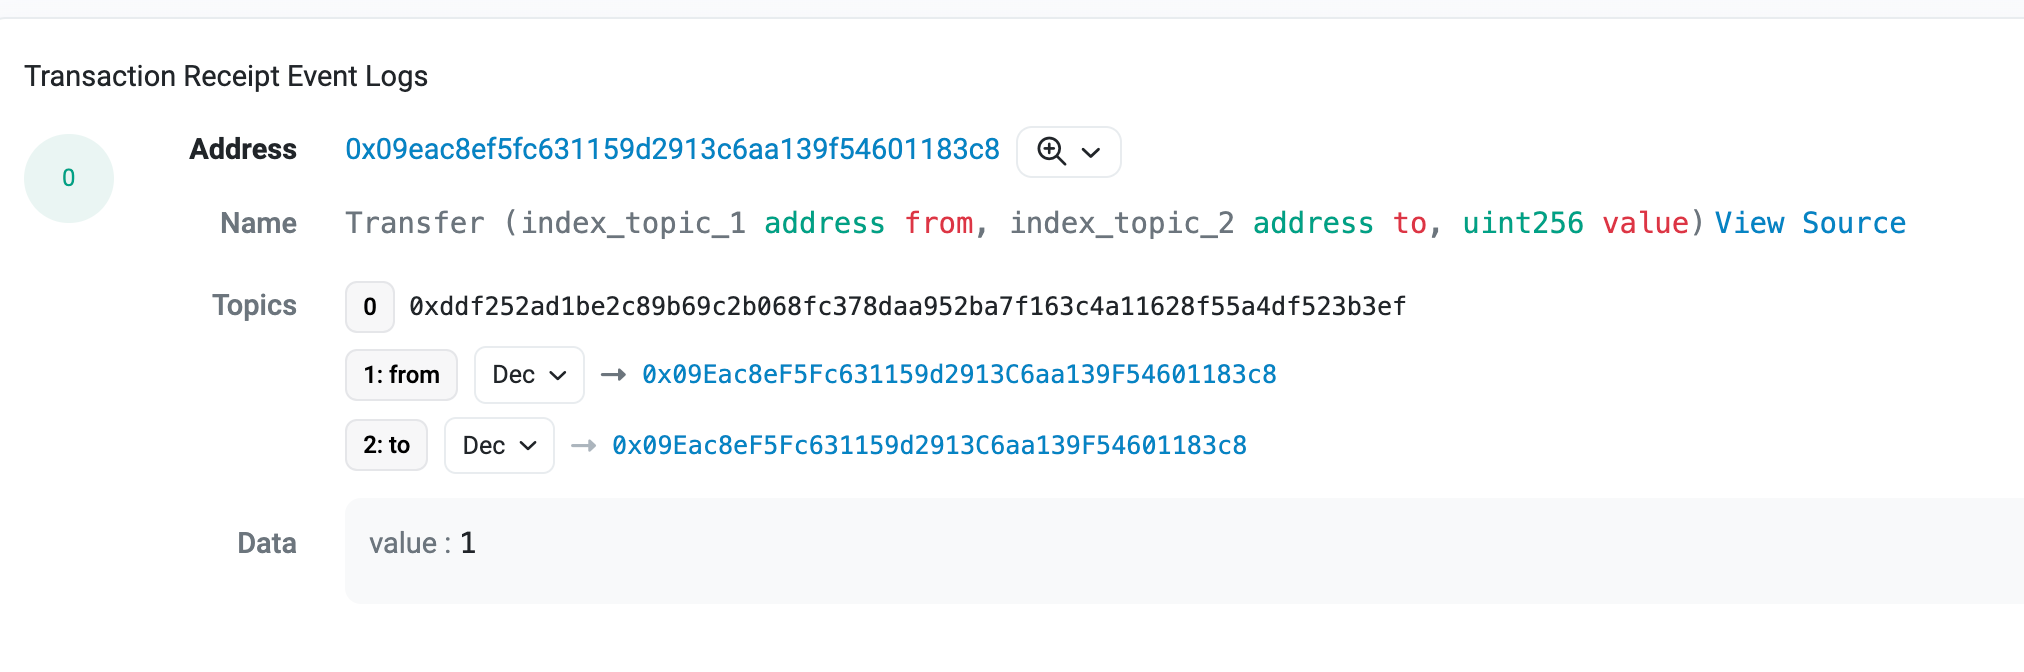 Transaction Receipt Event Logs
0
Address 0x09eac8ef5fc631159d2913c6aa139f54601183c8
Name Transfer (index_topic_1 address from, index_topic_2 address to, uint256 value) View Source
Topics 0 0xddf252ad1be2c89b69c2b068fc378daa952ba7f163c4a11628f55a4df523b3ef
1: from Dec → 0x09Eac8eF5Fc631159d2913C6aa139F54601183c8
2: to Dec → 0x09Eac8eF5Fc631159d2913C6aa139F54601183c8
Data value : 1